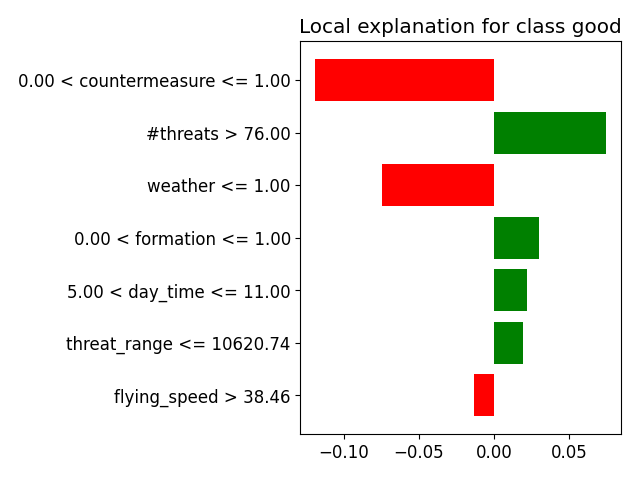 Local explanation for class good
0.00 < countermeasure <= 1.00
#threats > 76.00
weather <= 1.00
0.00 < formation <= 1.00
5.00 < day_time <= 11.00
threat_range <= 10620.74
flying_speed > 38.46
−0.10 −0.05 0.00 0.05